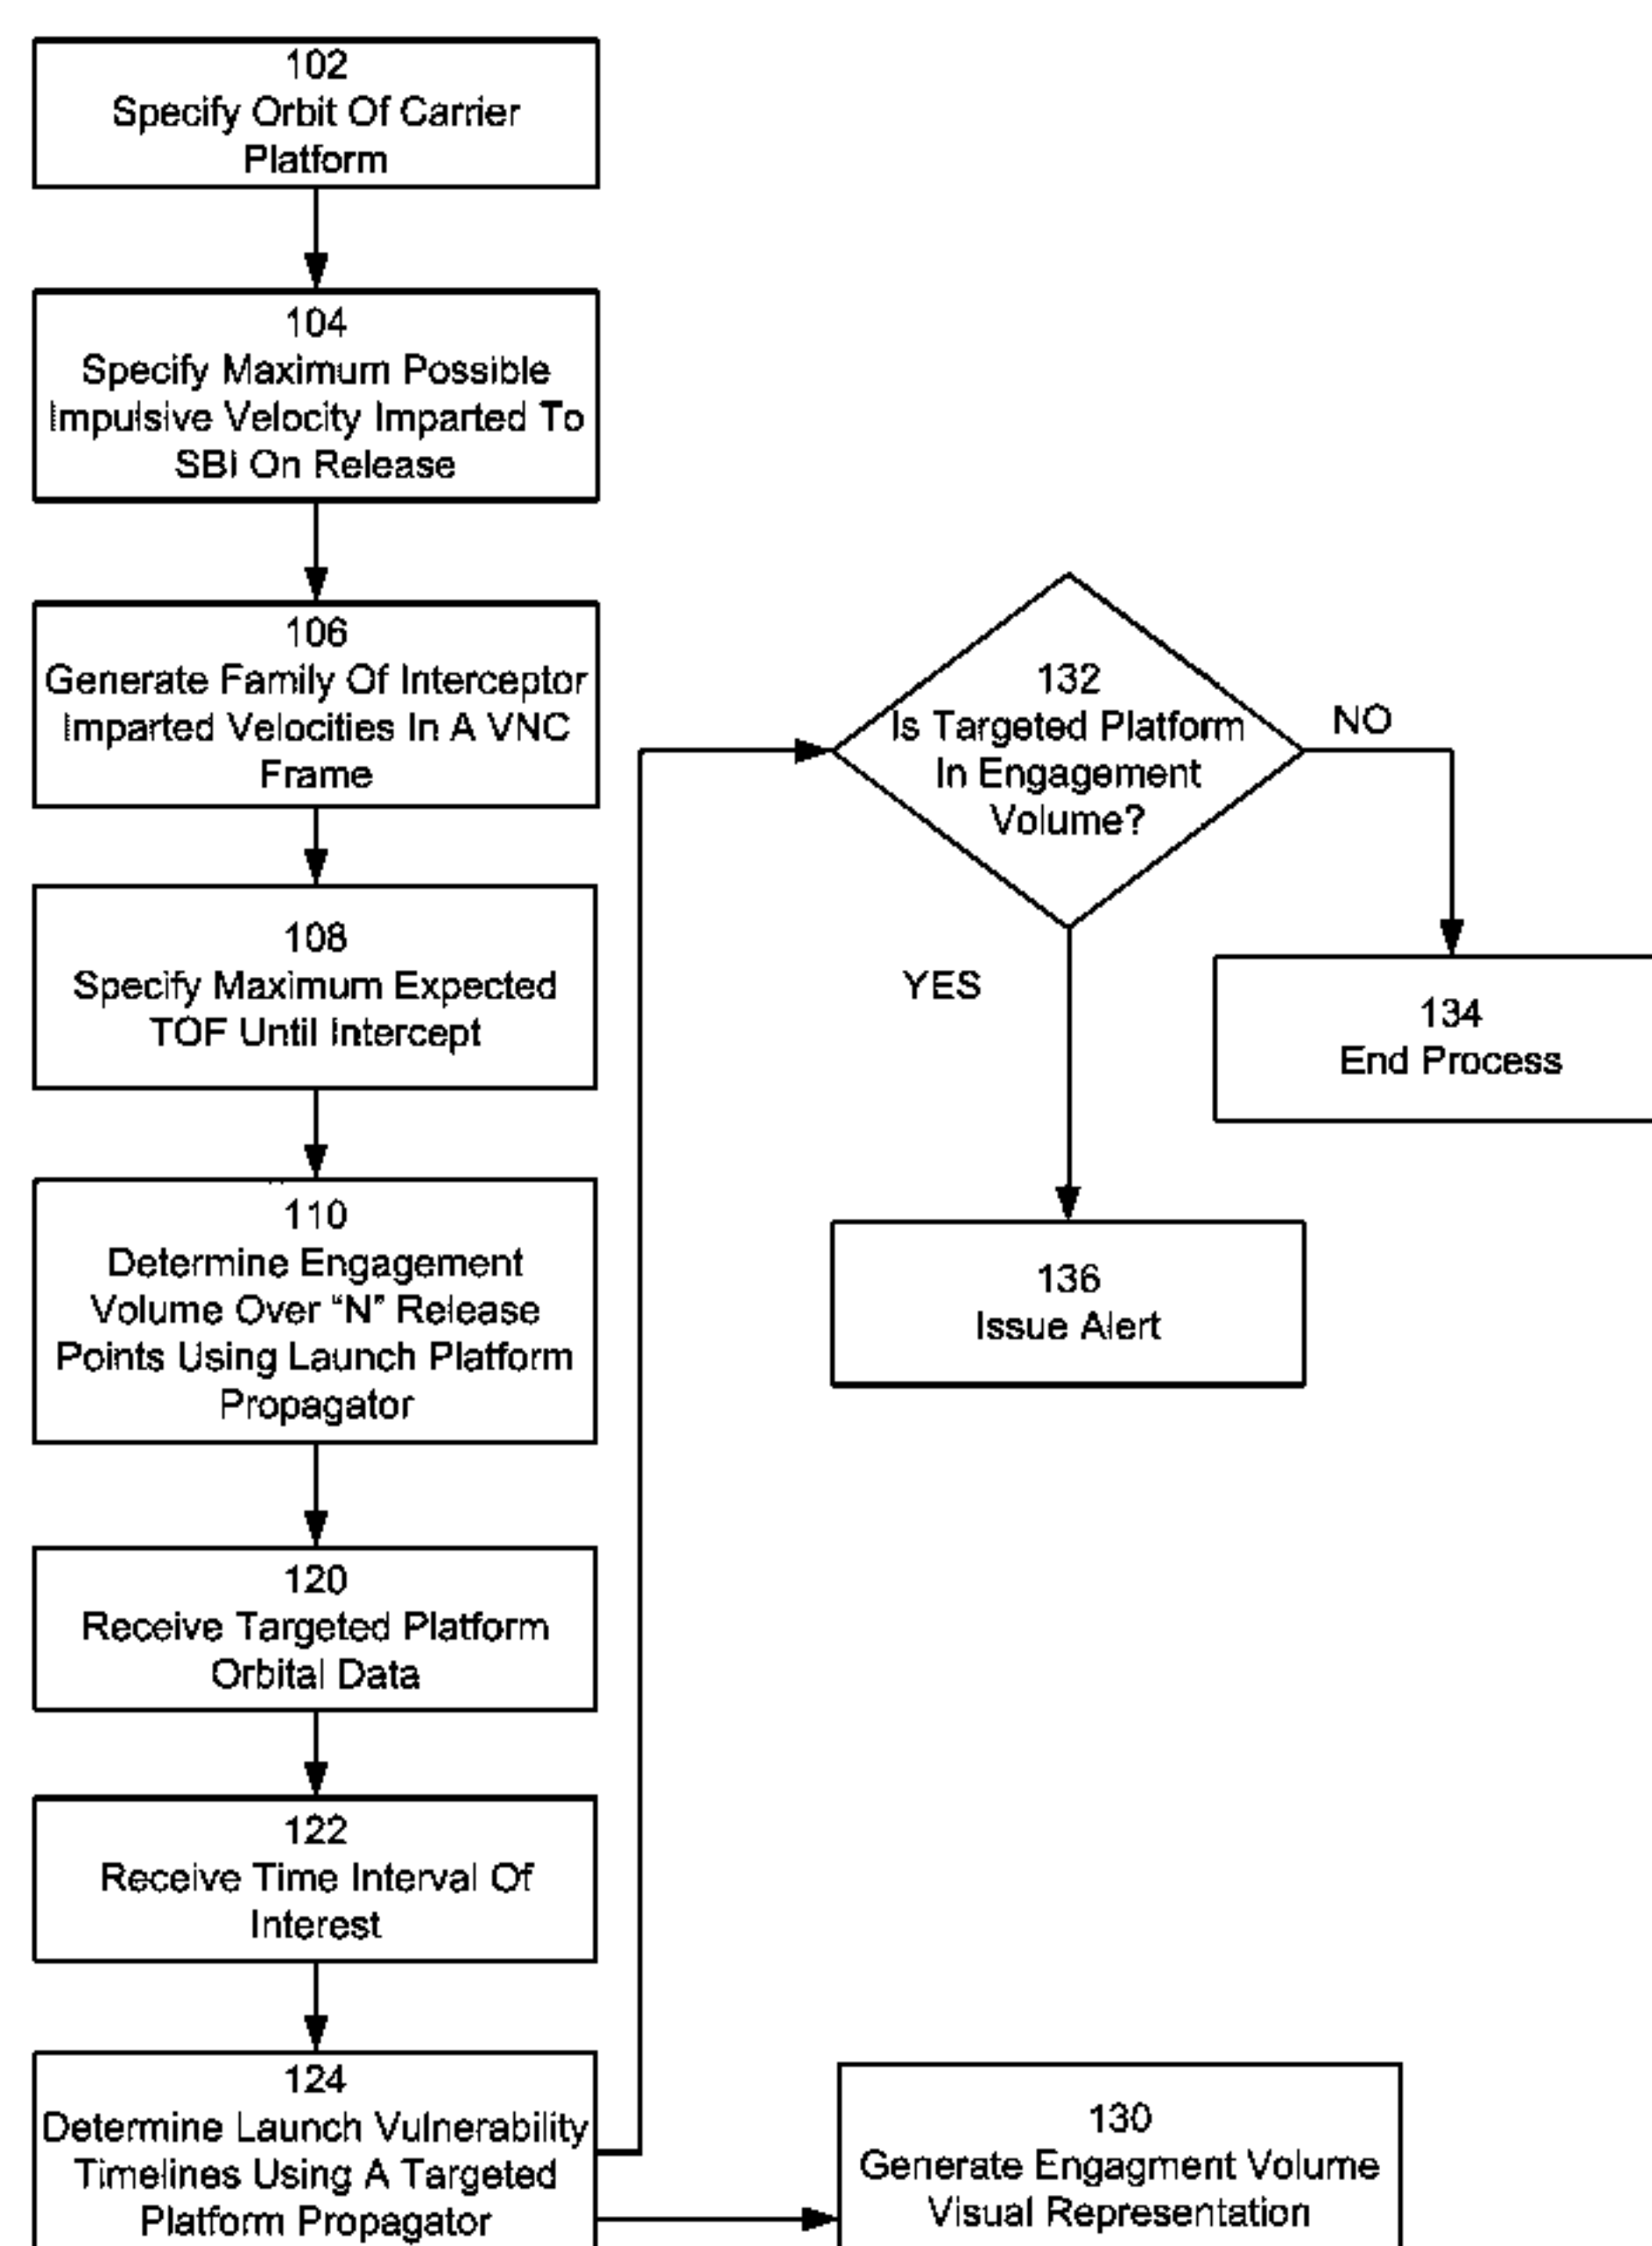 102
Specify Orbit Of Carrier
Platform
104
Specify Maximum Possible
Impulsive Velocity Imparted To
SBI On Release
106
Generate Family Of Interceptor
Imparted Velocities In A VNC
Frame
108
Specify Maximum Expected
TOF Until Intercept
110
Determine Engagement
Volume Over “N” Release
Points Using Launch Platform
Propagator
120
Receive Targeted Platform
Orbital Data
122
Receive Time Interval Of
Interest
124
Determine Launch Vulnerability
Timelines Using A Targeted
Platform Propagator
132
Is Targeted Platform
In Engagement
Volume?
NO
YES
134
End Process
136
Issue Alert
130
Generate Engagment Volume
Visual Representation